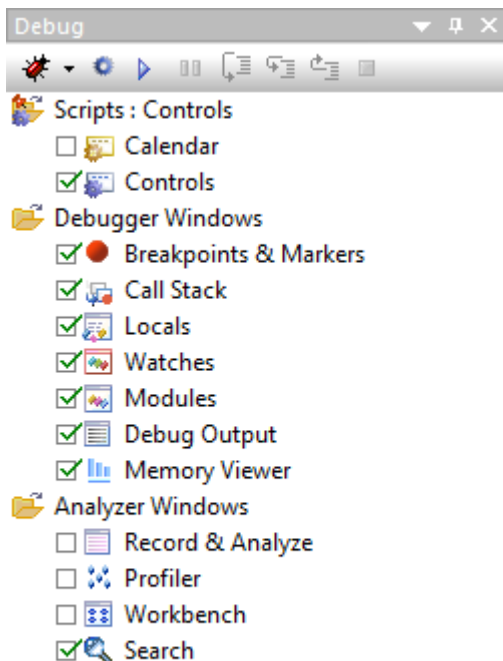 Debug
Scripts : Controls
Calendar
Controls
Debugger Windows
Breakpoints & Markers
Call Stack
Locals
Watches
Modules
Debug Output
Memory Viewer
Analyzer Windows
Record & Analyze
Profiler
Workbench
Search